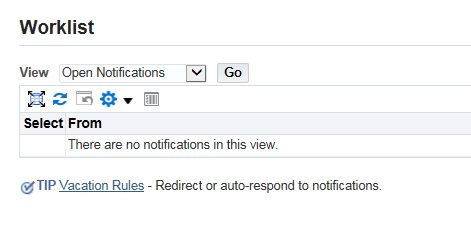 Worklist
View Open Notifications Go
Select From
There are no notifications in this view.
TIP Vacation Rules - Redirect or auto-respond to notifications.